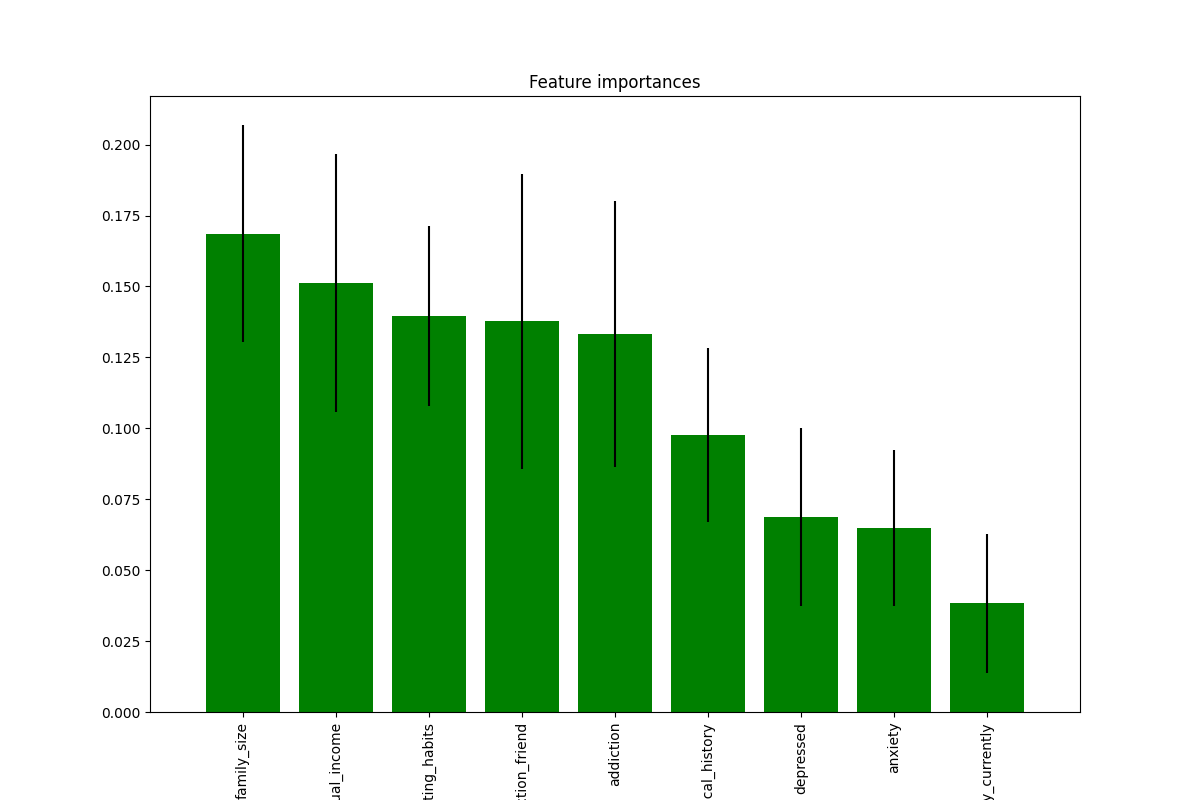 Feature importances
0.200
0.175
0.150
0.125
0.100
0.075
0.050
0.025
0.000
family_size
ual_income
ting_habits
ction_friend
addiction
cal_history
depressed
anxiety
y_currently